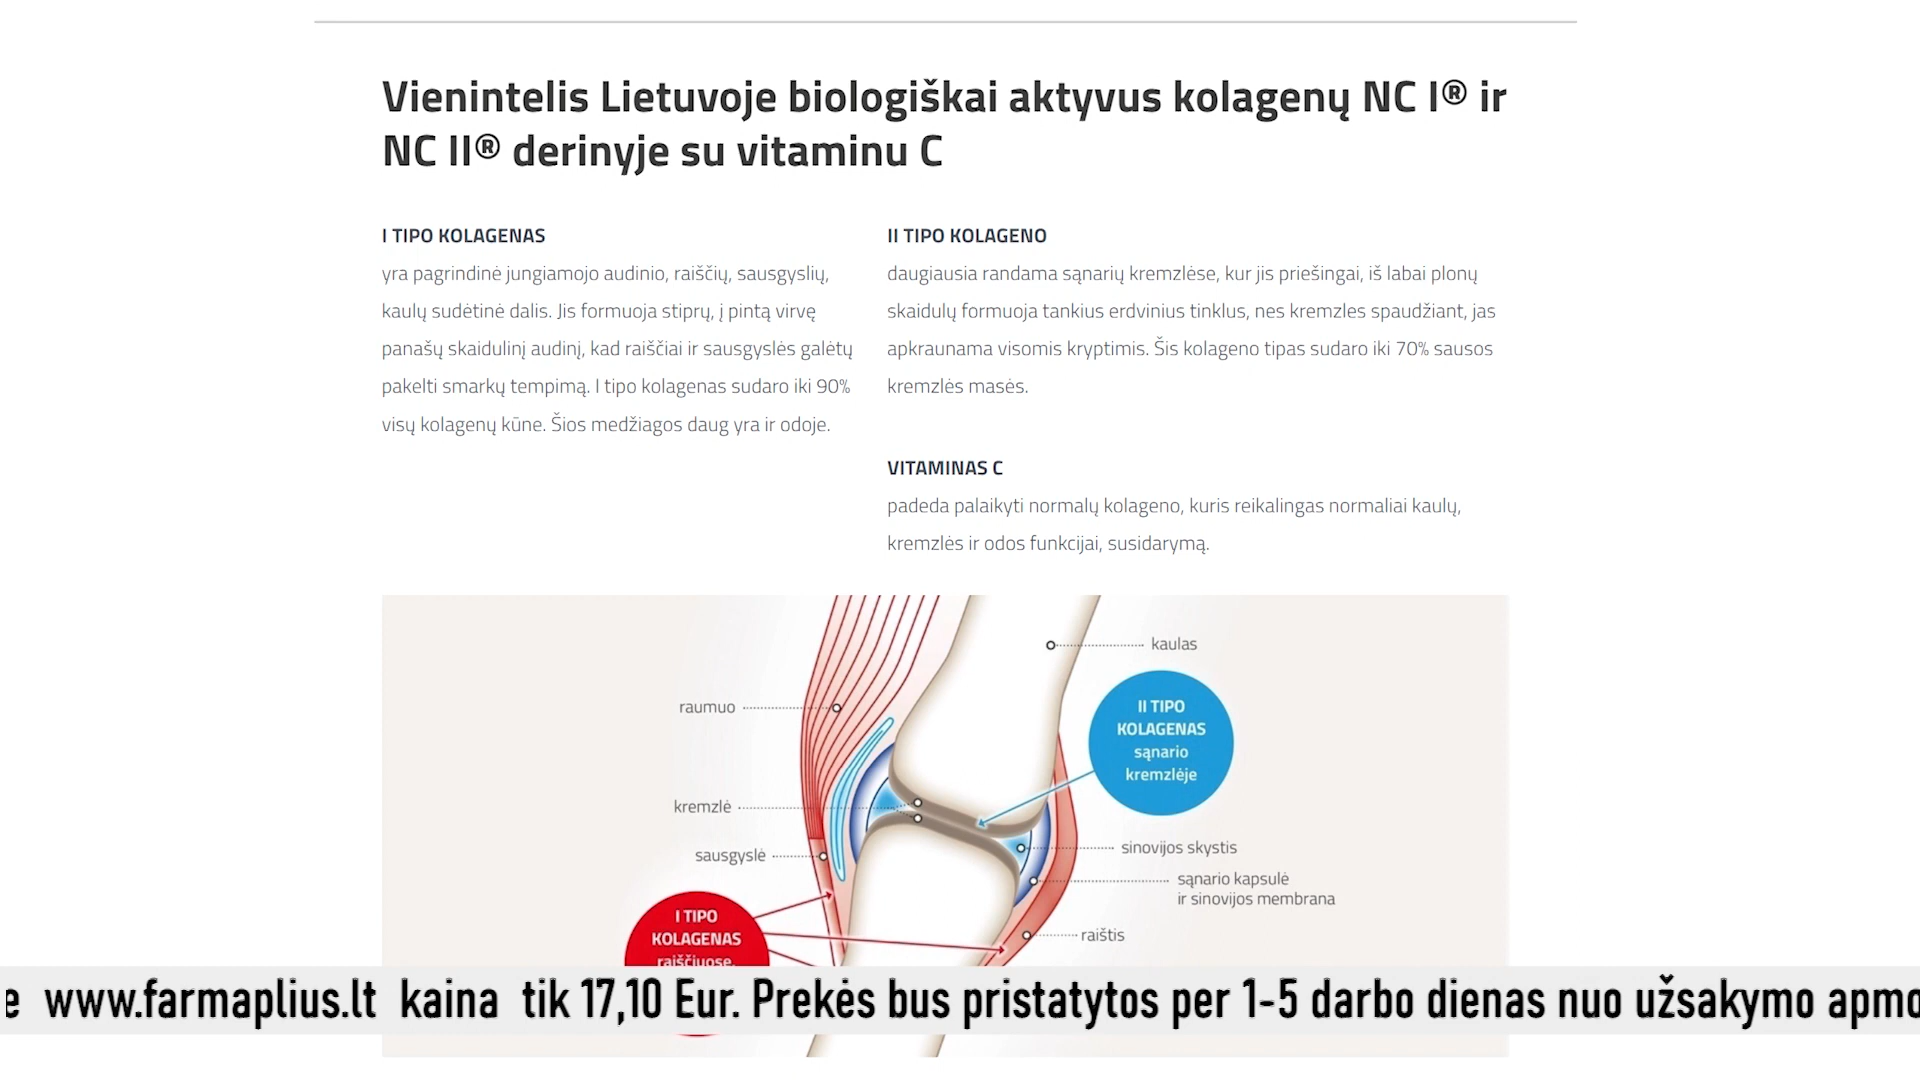 Vienintelis Lietuvoje biologiškai aktyvus kolagenų NC I® ir
NC II® derinyje su vitaminu C
I TIPO KOLAGENAS
yra pagrindinė jungiamojo audinio, raiščių, sausgyslių,
kaulų sudėtinė dalis. Jis formuoja stiprų, į pintą virvę
panašų skaidulinį audinį, kad raiščiai ir sausgyslės galėtų
pakelti smarkų tempimą. I tipo kolagenas sudaro iki 90%
visų kolagenų kūne. Šios medžiagos daug yra ir odoje.
II TIPO KOLAGENO
daugiausia randama sąnarių kremzlėse, kur jis priešingai, iš labai plonų
skaidulų formuoja tankius erdvinius tinklus, nes kremzles spaudžiant, jas
apkraunama visomis kryptimis. Šis kolageno tipas sudaro iki 70% sausos
kremzlės masės.
VITAMINAS C
padeda palaikyti normalų kolageno, kuris reikalingas normaliai kaulų,
kremzlės ir odos funkcijai, susidarymą.
kaulas
raumuo
II TIPO
KOLAGENAS
sąnario
kremzlėje
kremzlė
sausgyslė
sinovijos skystis
sąnario kapsulė
ir sinovijos membrana
raištis
I TIPO
KOLAGENAS
raiščiuose,
e www.farmaplius.lt kaina tik 17,10 Eur. Prekės bus pristatytos per 1-5 darbo dienas nuo užsakymo apmo